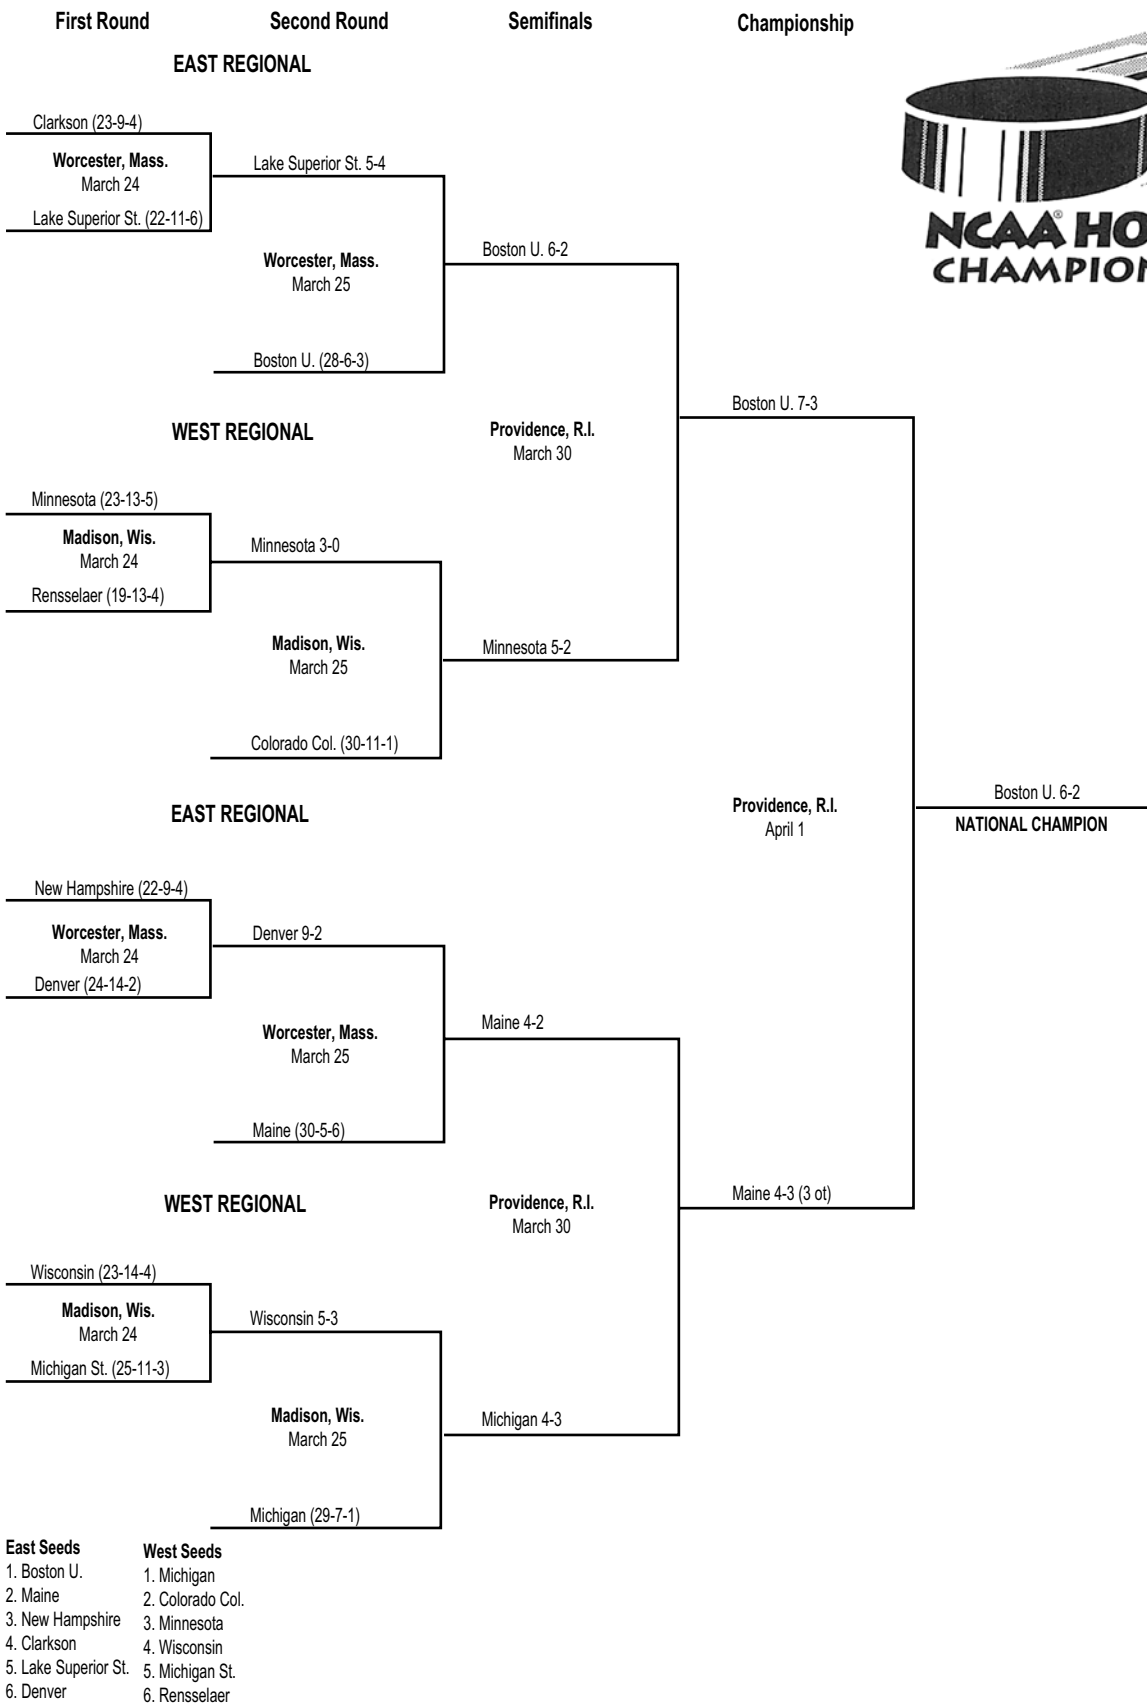 First Round Second Round Semifinals Championship
EAST REGIONAL
Clarkson (23-9-4)
Worcester, Mass.
March 24
Lake Superior St. (22-11-6)
Lake Superior St. 5-4
Worcester, Mass.
March 25
Boston U. (28-6-3)
Boston U. 6-2
NCAA® HO
CHAMPION
WEST REGIONAL
Minnesota (23-13-5)
Madison, Wis.
March 24
Rensselaer (19-13-4)
Minnesota 3-0
Madison, Wis.
March 25
Colorado Col. (30-11-1)
Minnesota 5-2
Providence, R.I.
March 30
Boston U. 7-3
EAST REGIONAL
New Hampshire (22-9-4)
Worcester, Mass.
March 24
Denver (24-14-2)
Denver 9-2
Worcester, Mass.
March 25
Maine (30-5-6)
Maine 4-2
WEST REGIONAL
Wisconsin (23-14-4)
Madison, Wis.
March 24
Michigan St. (25-11-3)
Wisconsin 5-3
Madison, Wis.
March 25
Michigan (29-7-1)
Michigan 4-3
Providence, R.I.
March 30
Maine 4-3 (3 ot)
Providence, R.I.
April 1
Boston U. 6-2
NATIONAL CHAMPION
East Seeds
1. Boston U.
2. Maine
3. New Hampshire
4. Clarkson
5. Lake Superior St.
6. Denver
West Seeds
1. Michigan
2. Colorado Col.
3. Minnesota
4. Wisconsin
5. Michigan St.
6. Rensselaer